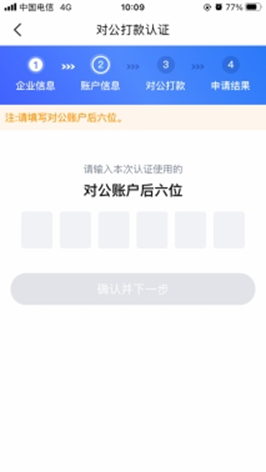 中国电信 4G 10:09 77%
对公打款认证
1 2 3 4
企业信息 账户信息 对公打款 申请结果
注:请填写对公账户后六位。
请输入本次认证使用的
对公账户后六位
确认并下一步